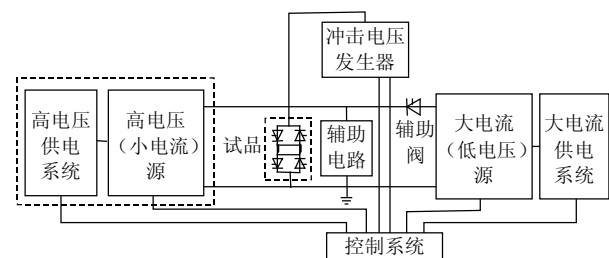 冲击电压
发生器
高电压
供电
系统
高电压
（小电流）
源
试品
辅助
电路
辅助
阀
大电流
（低电压）
源
大电流
供电
系统
控制系统